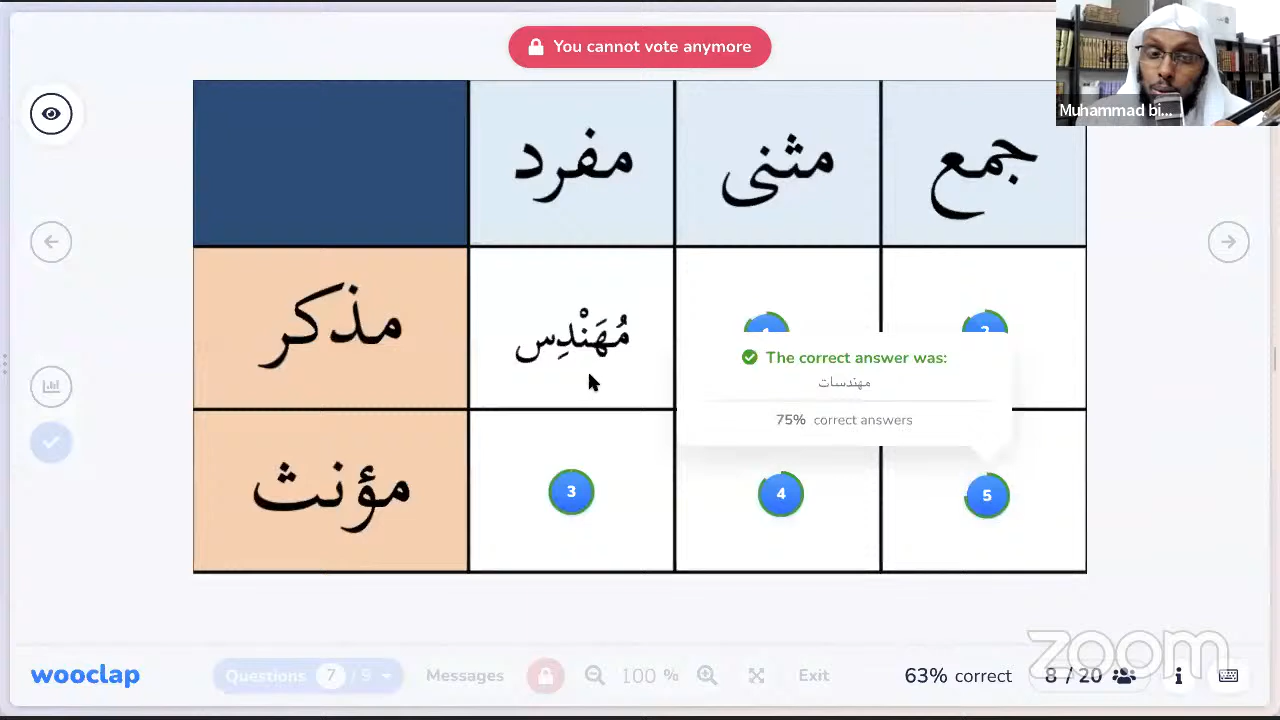 You cannot vote anymore
Muhammad bi...
جمع مثنى مفرد
مذكر مُهَنْدِس
The correct answer was:
مهندسات
75% correct answers
مؤنث 3 4 5
wooclap Questions 7 / 9 Messages 100 % Exit 63% correct 8 / 20
zoom